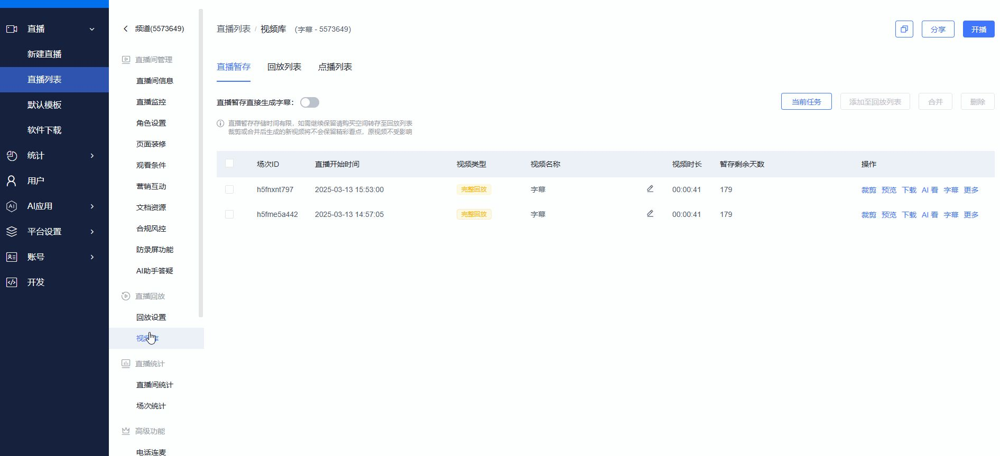 直播
新建直播
直播列表
默认模板
软件下载
统计
用户
AI应用
平台设置
账号
开发
频道(5573649)
直播间管理
直播间信息
直播监控
角色设置
页面装修
观看条件
营销互动
文档资源
合规风控
防录屏功能
AI助手答疑
直播回放
回放设置
直播统计
直播间统计
场次统计
高级功能
电话连麦
直播列表 / 视频库 (字幕 - 5573649)
分享 开播
直播暂存 回放列表 点播列表
直播暂存直接生成字幕：
当前任务 添加至回放列表 合并 删除
直播暂存存储时间有限，如需继续保留请购买空间转存至回放列表
裁剪或合并后生成的新视频将不会保留精彩看点，原视频不受影响
场次ID 直播开始时间 视频类型 视频名称 视频时长 暂存剩余天数 操作
h5fnxnt797 2025-03-13 15:53:00 完整回放 字幕 00:00:41 179 裁剪 预览 下载 AI 看 字幕 更多
h5fme5a442 2025-03-13 14:57:05 完整回放 字幕 00:00:41 179 裁剪 预览 下载 AI 看 字幕 更多